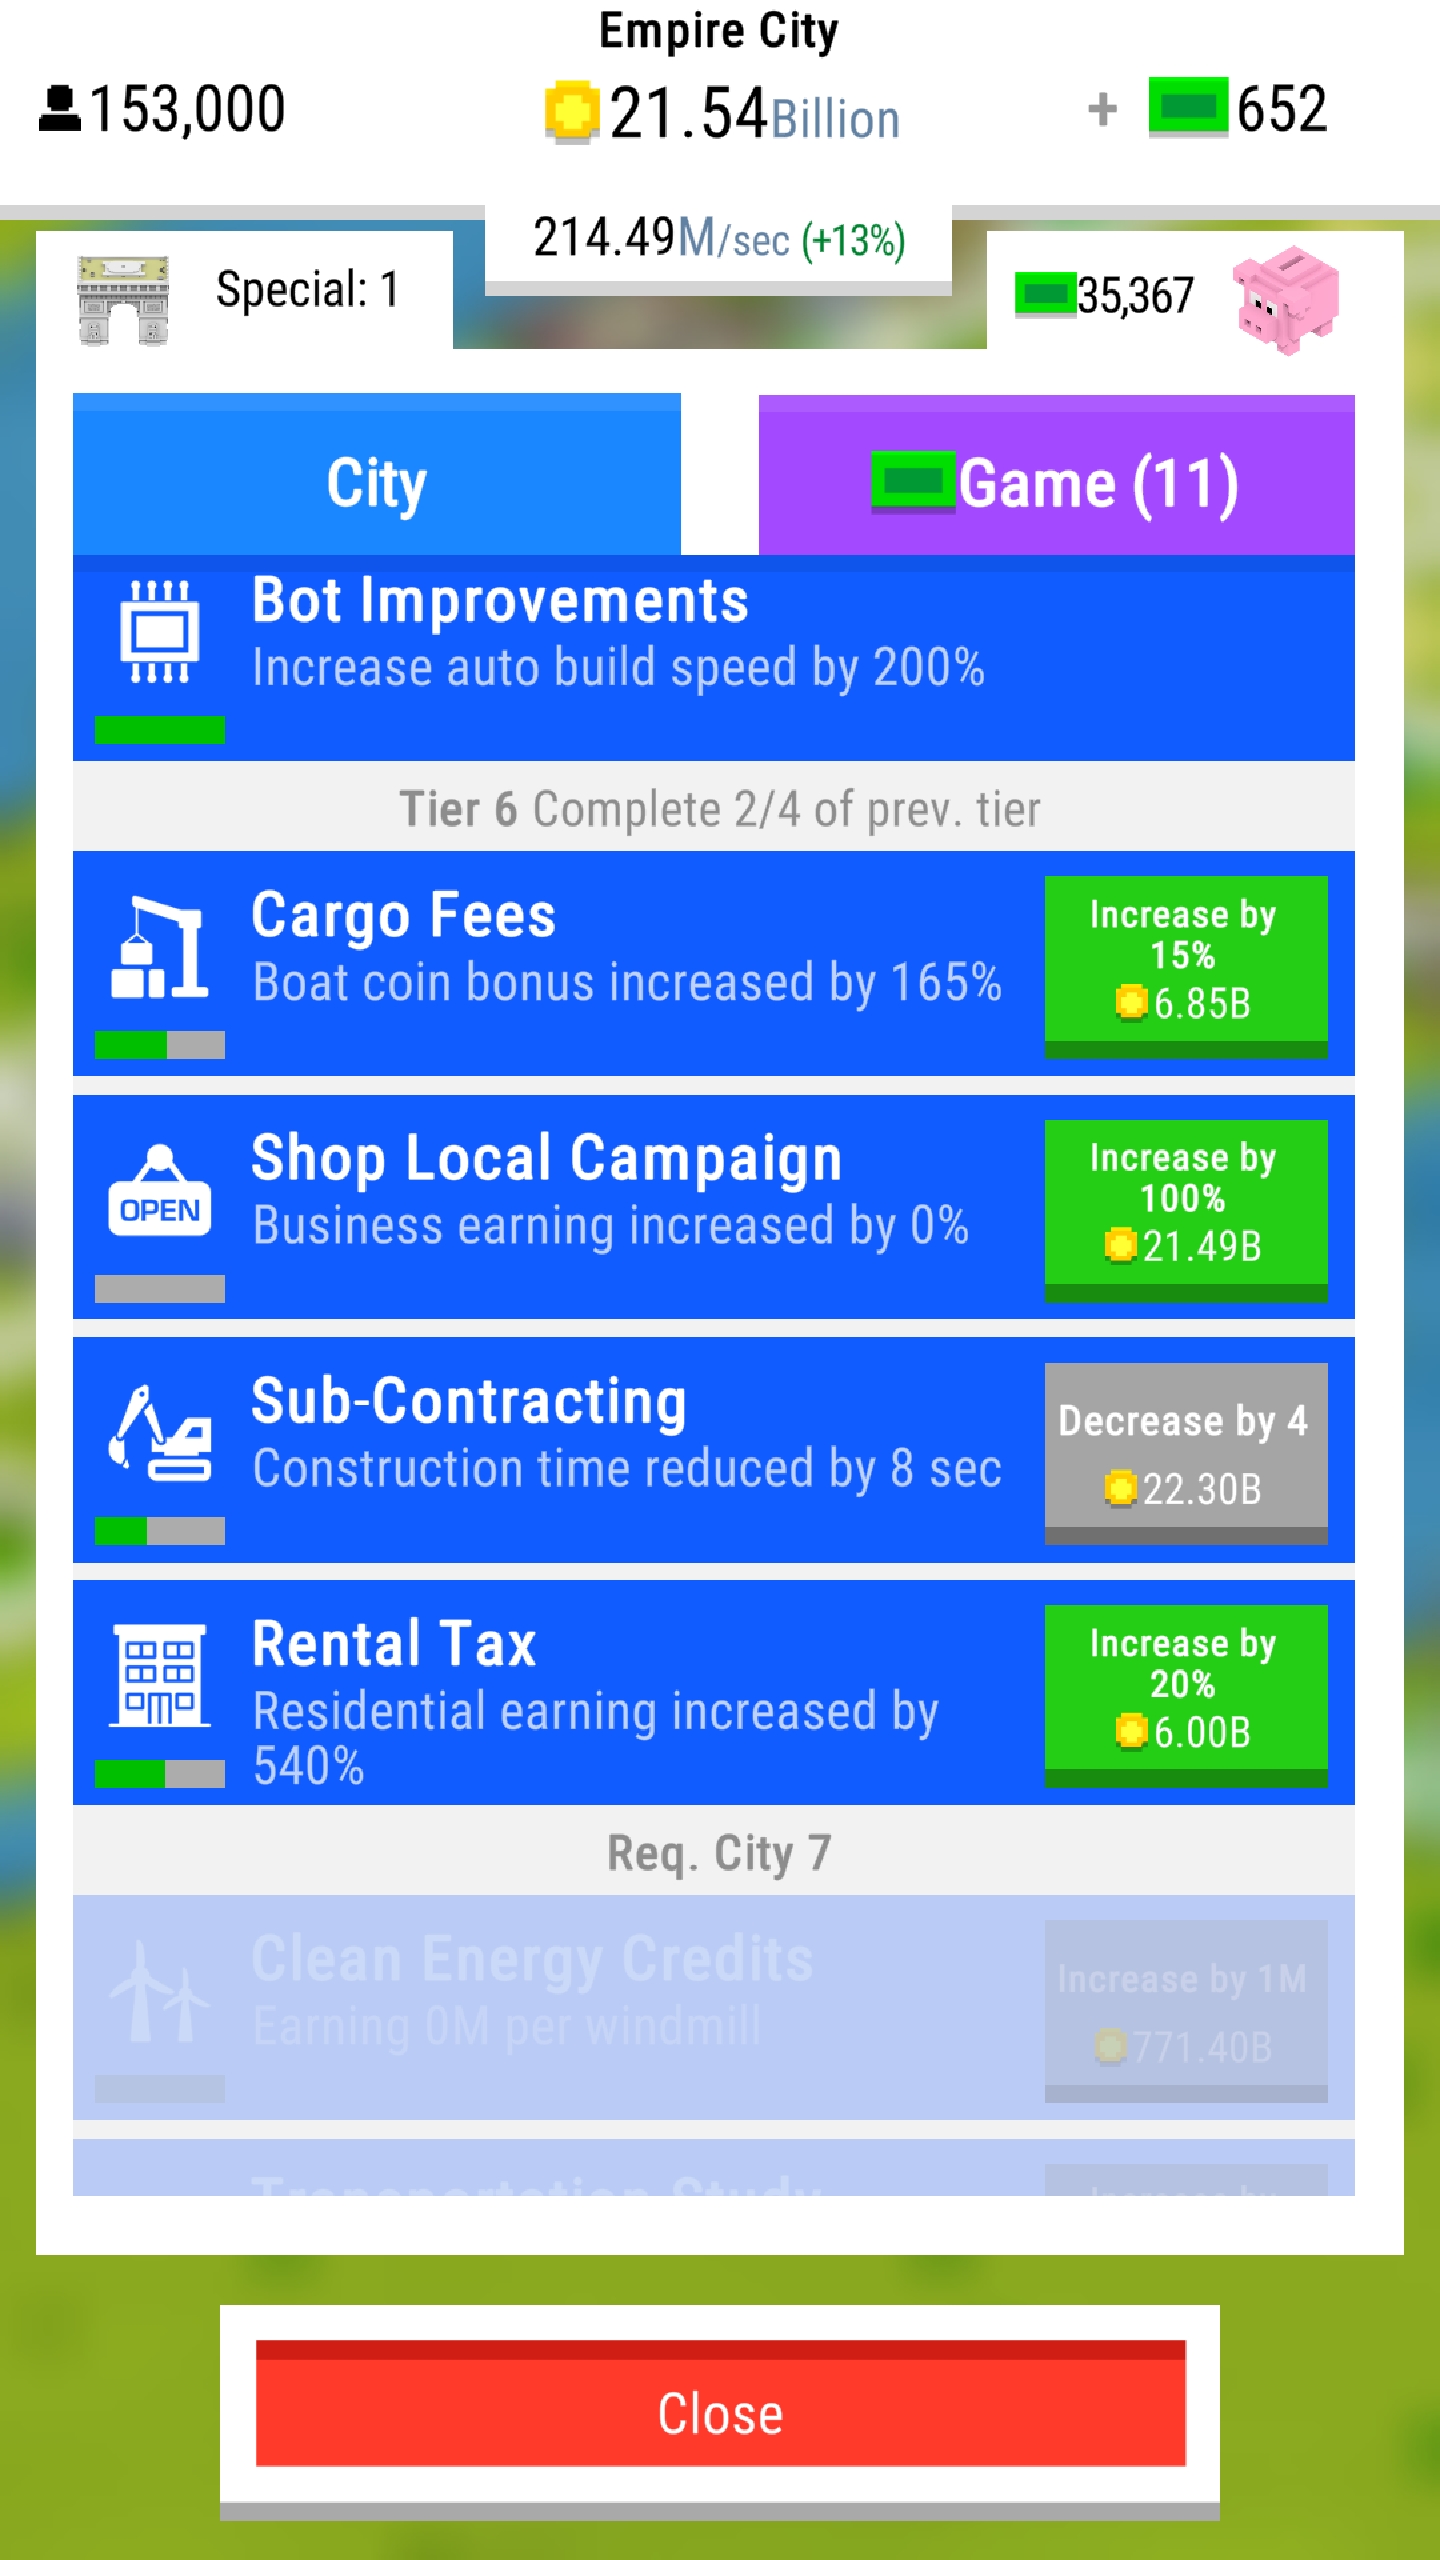 Empire City
153,000
21.54Billion
+ 652
214.49M/sec (+13%)
Special: 1
35,367
City
Game (11)
Bot Improvements
Increase auto build speed by 200%
Tier 6 Complete 2/4 of prev. tier
Cargo Fees
Boat coin bonus increased by 165%
Increase by
15%
6.85B
Shop Local Campaign
Business earning increased by 0%
OPEN
Increase by
100%
21.49B
Sub-Contracting
Construction time reduced by 8 sec
Decrease by 4
22.30B
Rental Tax
Residential earning increased by
540%
Increase by
20%
6.00B
Req. City 7
Clean Energy Credits
Earning 0M per windmill
Increase by 1M
771.40B
Transportation Study
Increase by
Close